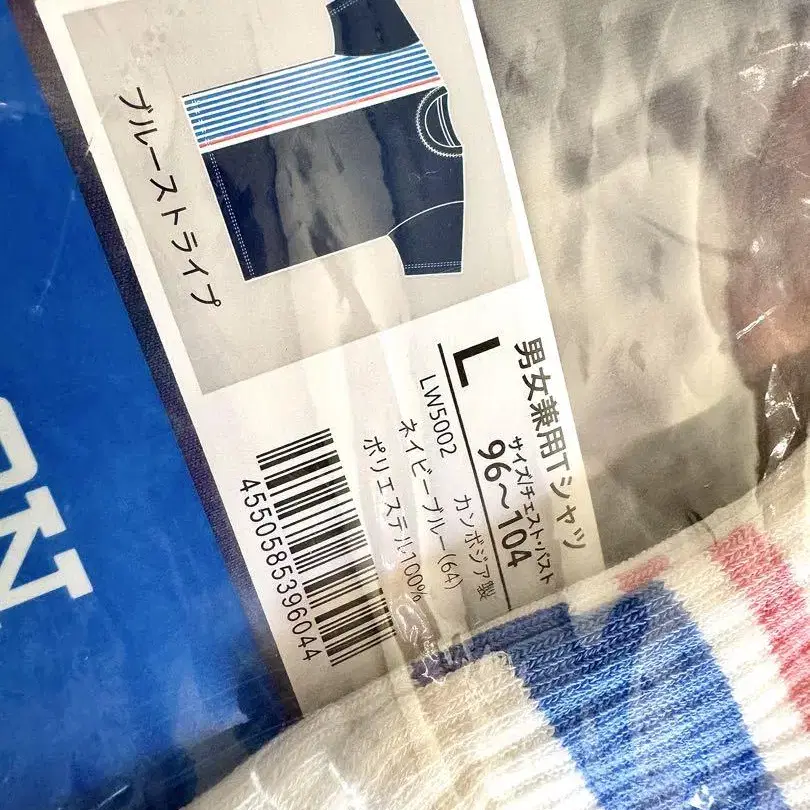 ブルーストライプ
男女兼用Tシャツ
サイズ/チェスト・バスト
L 96～104
LW5002 カンボジア製
ネイビーブルー(64)
ポリエステル100%
4550585396044
ON